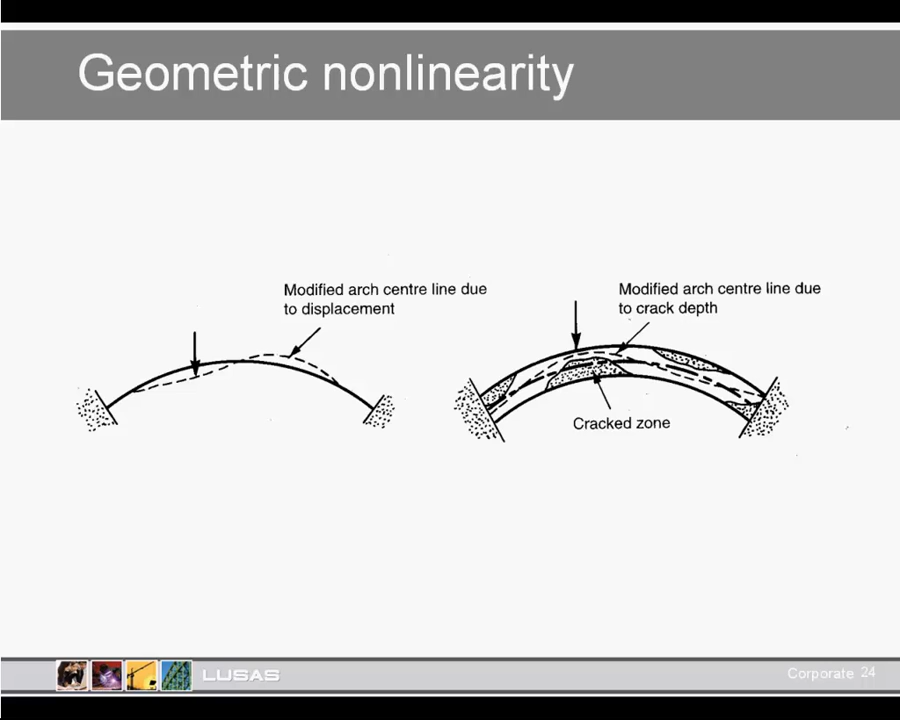 Geometric nonlinearity
Modified arch centre line due
to displacement
Modified arch centre line due
to crack depth
Cracked zone
LUSAS
Corporate 24